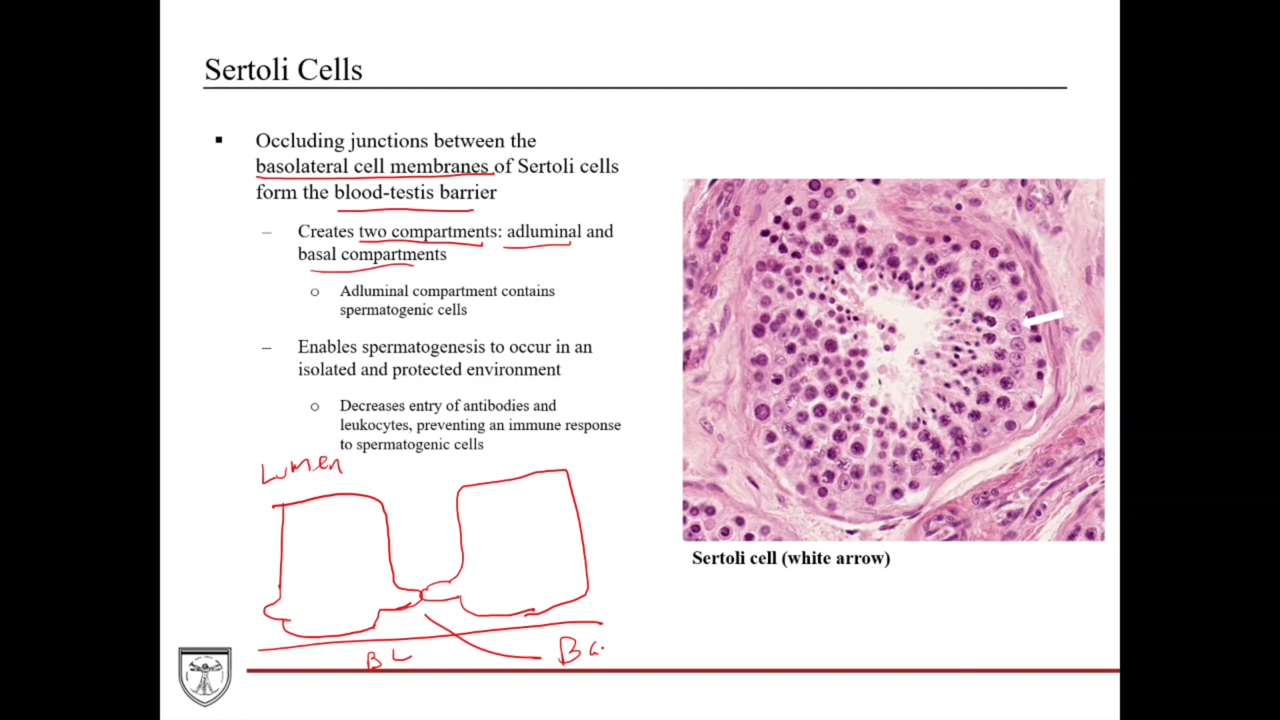 Sertoli Cells
▪ Occluding junctions between the
basolateral cell membranes of Sertoli cells
form the blood-testis barrier
– Creates two compartments: adluminal and
basal compartments
o Adluminal compartment contains
spermatogenic cells
– Enables spermatogenesis to occur in an
isolated and protected environment
o Decreases entry of antibodies and
leukocytes, preventing an immune response
to spermatogenic cells
Lumen
BL
Sertoli cell (white arrow)